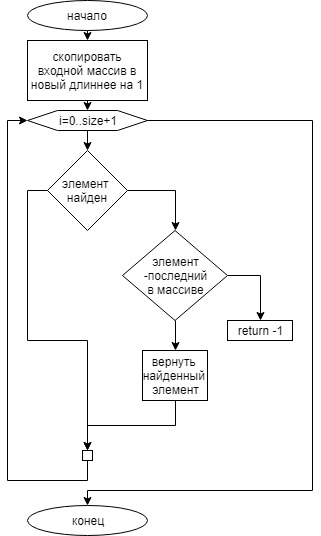 начало
скопировать
входной массив в
новый длиннее на 1
i=0..size+1
элемент
найден
элемент
-последний
в массиве
return -1
вернуть
найденный
элемент
конец